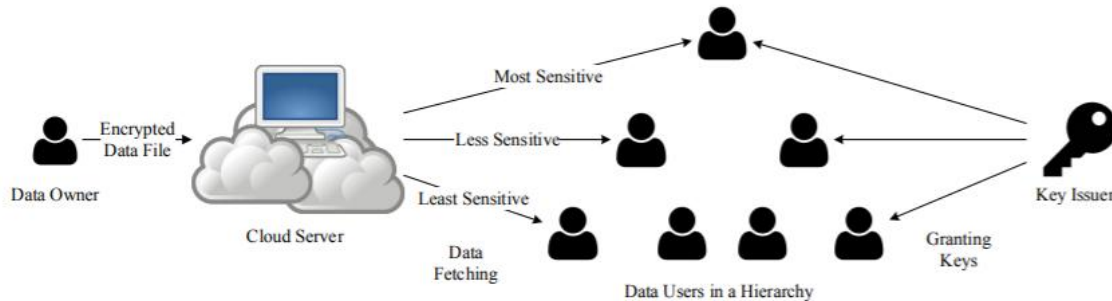 Most Sensitive
Encrypted
Data File
Less Sensitive
Data Owner
Least Sensitive
Key Issuer
Cloud Server
Data
Fetching
Granting
Keys
Data Users in a Hierarchy